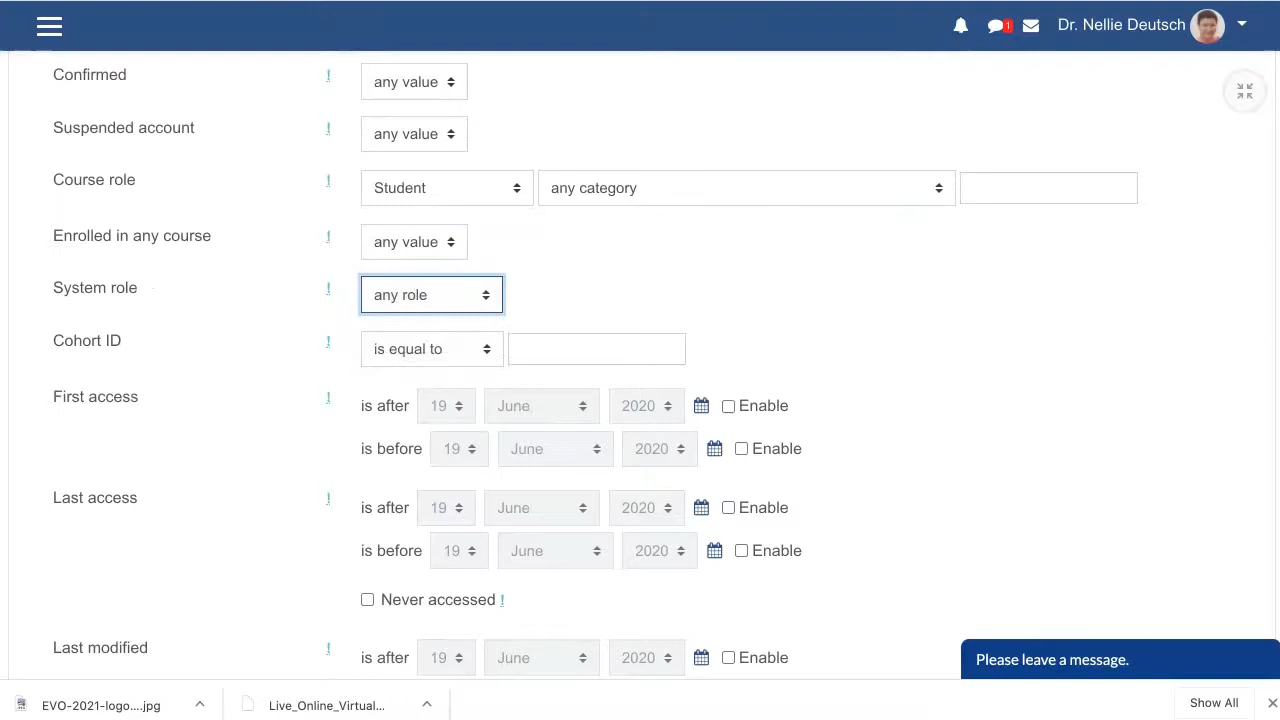 1 Dr. Nellie Deutsch
Confirmed ! any value
Suspended account ! any value
Course role ! Student any category
Enrolled in any course ! any value
System role ! any role
Cohort ID ! is equal to
First access ! is after 19 June 2020 Enable
is before 19 June 2020 Enable
Last access ! is after 19 June 2020 Enable
is before 19 June 2020 Enable
Never accessed !
Last modified ! is after 19 June 2020 Enable
Please leave a message.
EVO-2021-logo....jpg Live_Online_Virtual... Show All